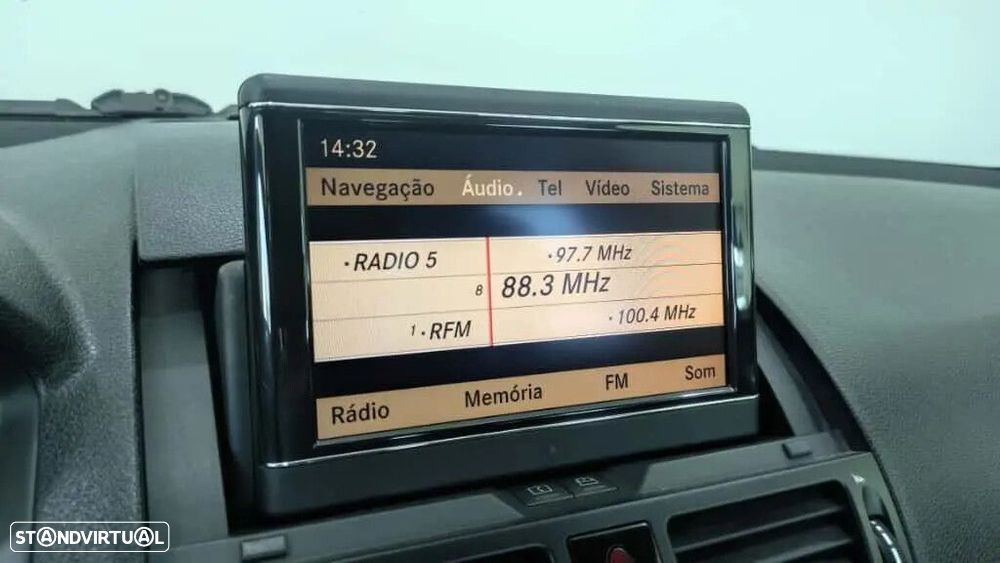 14:32
Navegação Áudio Tel Vídeo Sistema
·RADIO 5 ·97.7 MHz
8 88.3 MHz
1·RFM ·100.4 MHz
Rádio Memória FM Som
STANDVIRTUAL